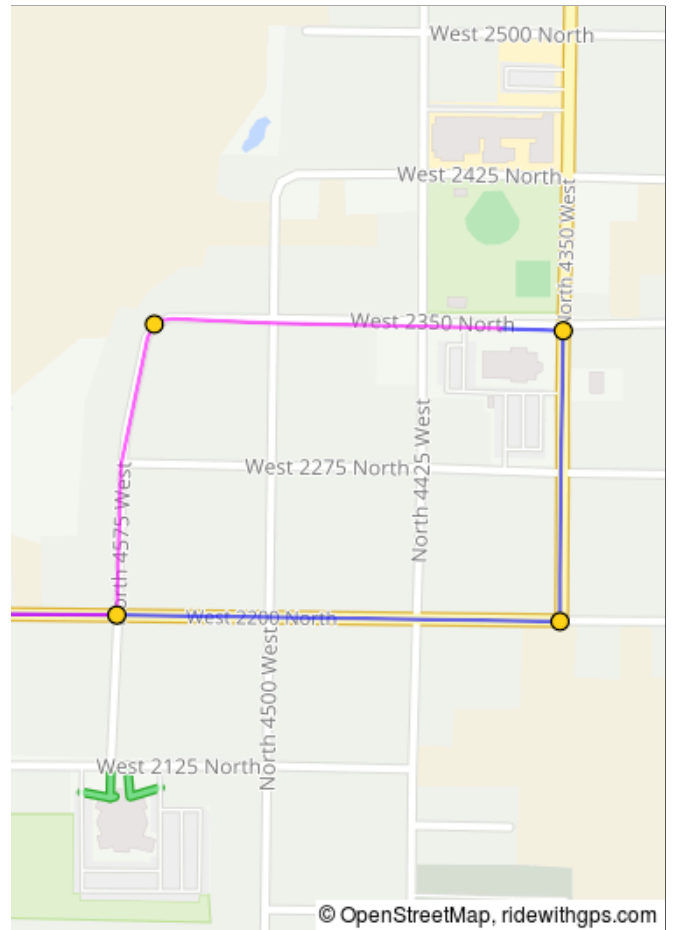 West 2500 North
West 2425 North
North 4350 West
West 2350 North
North 4425 West
West 2275 North
orth 4575 West
West 2200 North
North 4500 West
West 2125 North
© OpenStreetMap, ridewithgps.com